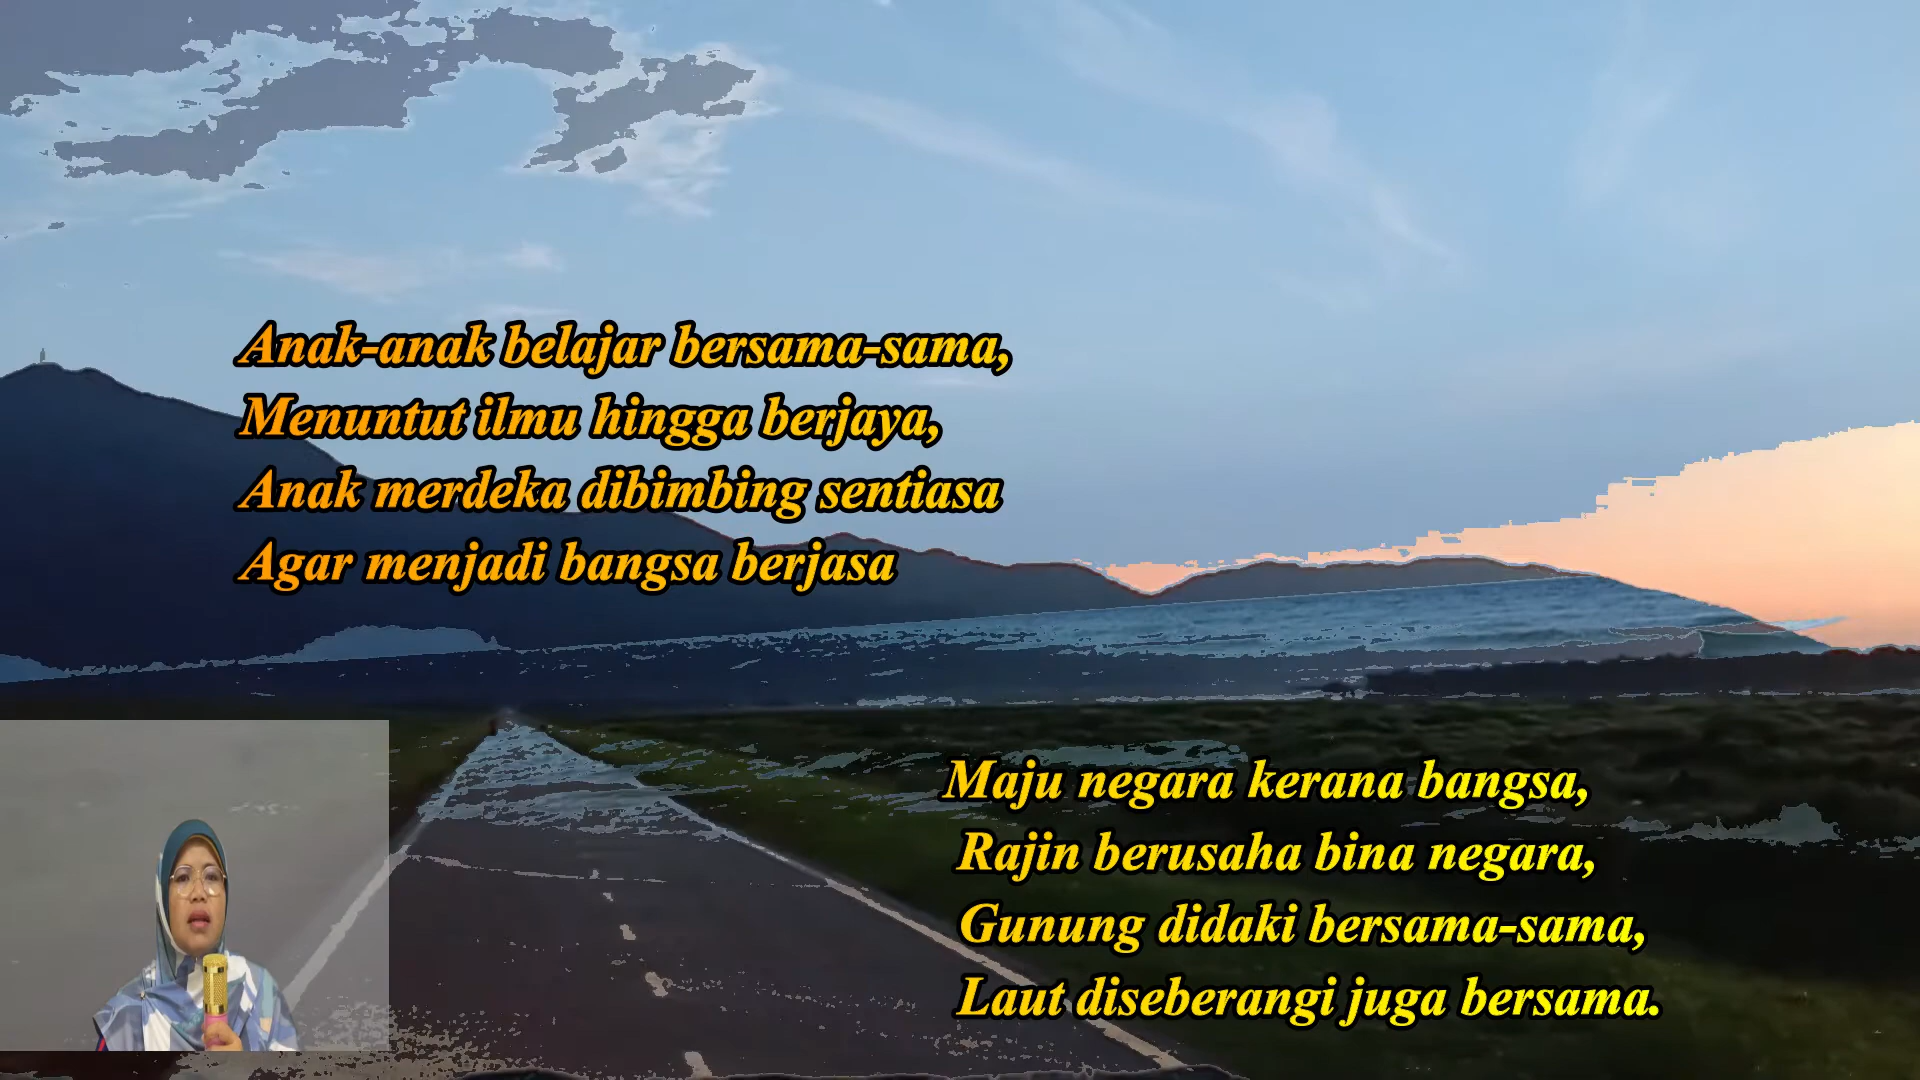 Anak-anak belajar bersama-sama,
Menuntut ilmu hingga berjaya,
Anak merdeka dibimbing sentiasa
Agar menjadi bangsa berjasa
Maju negara kerana bangsa,
Rajin berusaha bina negara,
Gunung didaki bersama-sama,
Laut diseberangi juga bersama.